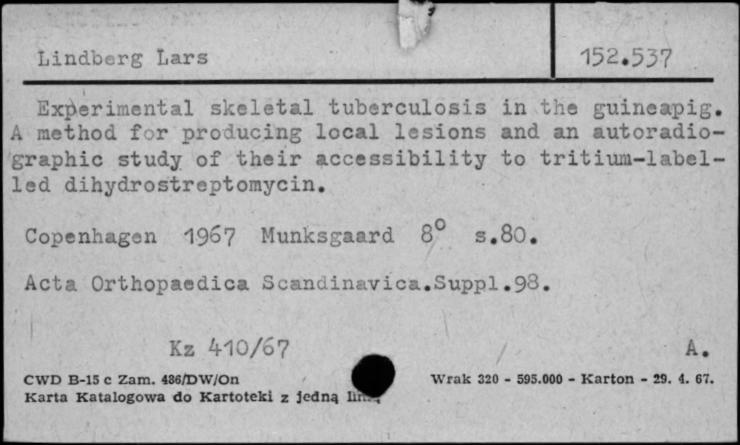 Lindberg Lars 152.537
Experimental skeletal tuberculosis in the guineapig.
A method for producing local lesions and an autoradio-
graphic study of their accessibility to tritium-label-
led dihydrostreptomycin.
Copenhagen 1967 Munksgaard 8° s.80.
Acta Orthopaedica Scandinavica.Suppl.98.
Kz 410/67 A.
CWD B-15 c Zam. 486/DW/On Wrak 320 - 595.000 - Karton - 29. 4. 67.
Karta Katalogowa do Kartoteki z jedną